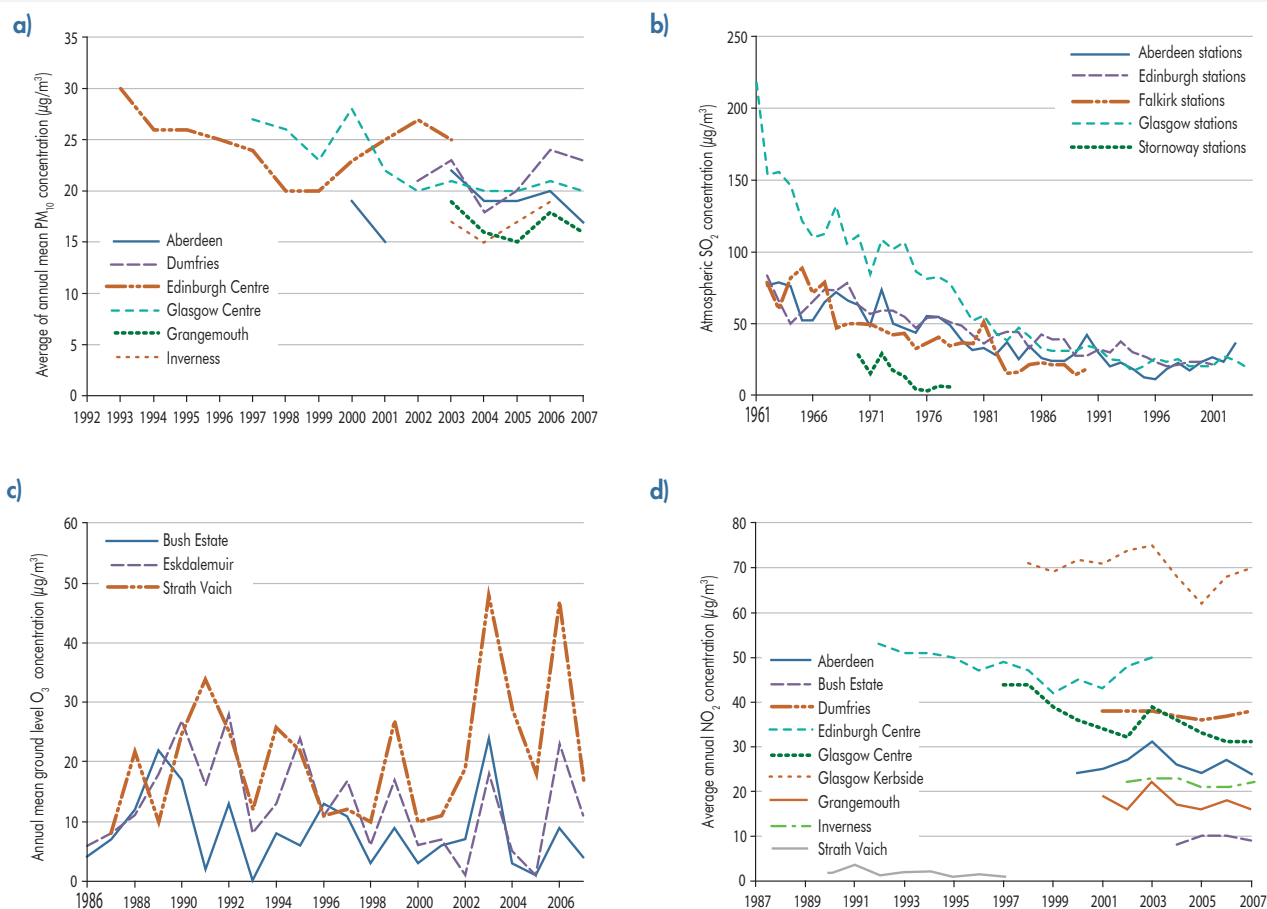 a)
Average of annual mean PM10 concentration (µg/m³)
35
30
25
20
15
10
5
0
Aberdeen
Dumfries
Edinburgh Centre
Glasgow Centre
Grangemouth
Inverness
1992 1993 1994 1995 1996 1997 1998 1999 2000 2001 2002 2003 2004 2005 2006 2007
b)
Atmospheric SO2 concentration (µg/m³)
250
200
150
100
50
0
Aberdeen stations
Edinburgh stations
Falkirk stations
Glasgow stations
Stornoway stations
1961 1966 1971 1976 1981 1986 1991 1996 2001
c)
Annual mean ground level O3 concentration (µg/m³)
60
50
40
30
20
10
0
Bush Estate
Eskdalemuir
Strath Vaich
1986 1988 1990 1992 1994 1996 1998 2000 2002 2004 2006
d)
Average annual NO2 concentration (µg/m³)
80
70
60
50
40
30
20
10
0
Aberdeen
Bush Estate
Dumfries
Edinburgh Centre
Glasgow Centre
Glasgow Kerbside
Grangemouth
Inverness
Strath Vaich
1987 1989 1991 1993 1995 1997 1999 2001 2003 2005 2007